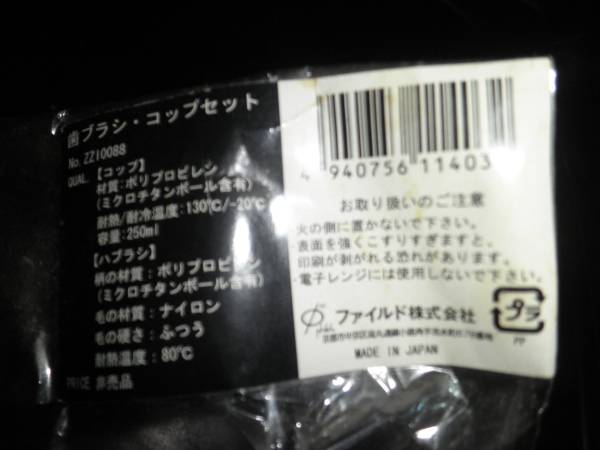 歯ブラシ・コップセット
No. ZZI0088
QUAL.【コップ】
材質:ポリプロピレン
(ミクロチタンボール含有)
耐熱/耐冷温度:130℃/-20℃
容量:250ml
【ハブラシ】
柄の材質:ポリプロピレン
(ミクロチタンボール含有)
毛の材質:ナイロン
毛の硬さ:ふつう
耐熱温度:80℃
PRICE 非売品
4 940756 11403
お取り扱いのご注意
・火の側に置かないで下さい。
・表面を強くこすりすぎますと、
印刷が剥がれる恐れがあります。
・電子レンジには使用しないで下さい。
ファイルド株式会社
京都市中京区
MADE IN JAPAN
プラ
PP